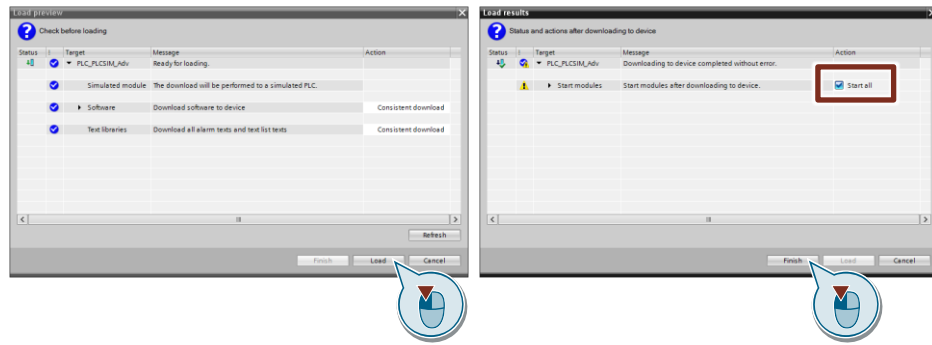 Load preview
Check before loading
Status ! Target Message Action
PLC_PLCSIM_Adv Ready for loading.
Simulated module The download will be performed to a simulated PLC.
Software Download software to device Consistent download
Text libraries Download all alarm texts and text list texts Consistent download
Refresh
Finish Load Cancel
Load results
Status and actions after downloading to device
Status ! Target Message Action
PLC_PLCSIM_Adv Downloading to device completed without error.
Start modules Start modules after downloading to device. Start all
Finish Load Cancel